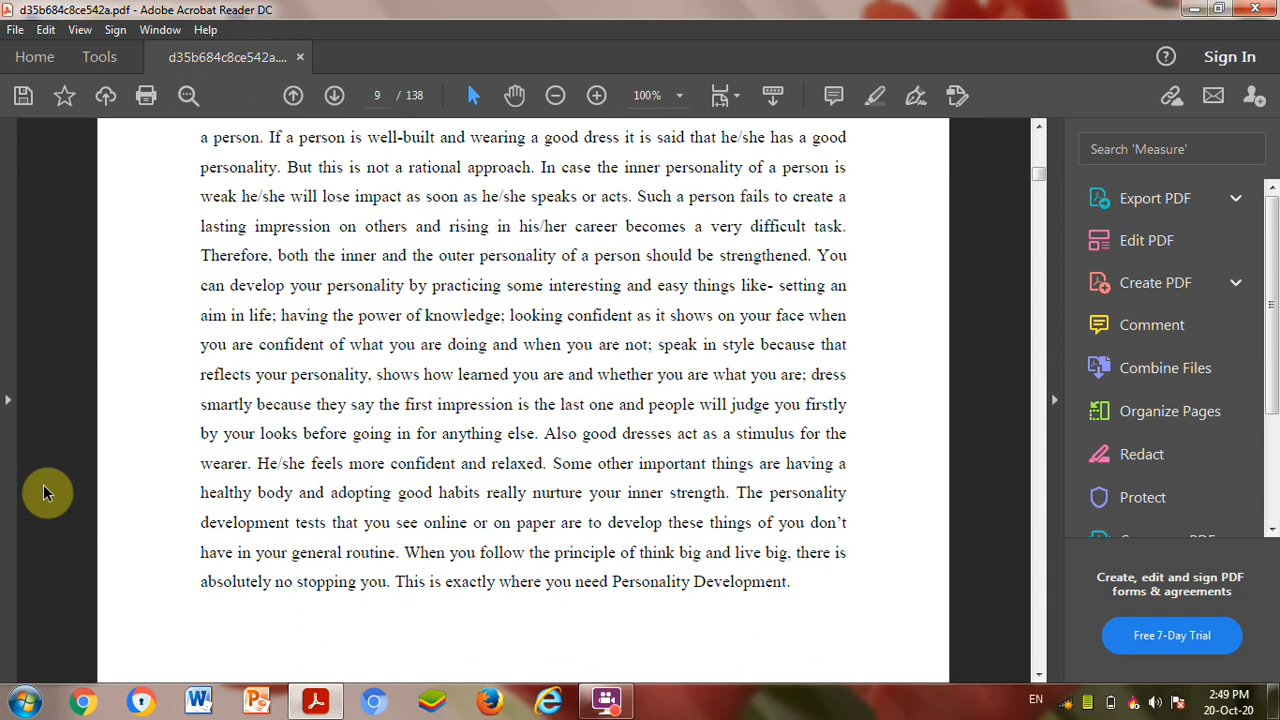 d35b684c8ce542a.pdf - Adobe Acrobat Reader DC
File Edit View Sign Window Help
Home Tools d35b684c8ce542a.... × Sign In
9 / 138 100%
a person. If a person is well-built and wearing a good dress it is said that he/she has a good
personality. But this is not a rational approach. In case the inner personality of a person is
weak he/she will lose impact as soon as he/she speaks or acts. Such a person fails to create a
lasting impression on others and rising in his/her career becomes a very difficult task.
Therefore, both the inner and the outer personality of a person should be strengthened. You
can develop your personality by practicing some interesting and easy things like- setting an
aim in life; having the power of knowledge; looking confident as it shows on your face when
you are confident of what you are doing and when you are not; speak in style because that
reflects your personality, shows how learned you are and whether you are what you are; dress
smartly because they say the first impression is the last one and people will judge you firstly
by your looks before going in for anything else. Also good dresses act as a stimulus for the
wearer. He/she feels more confident and relaxed. Some other important things are having a
healthy body and adopting good habits really nurture your inner strength. The personality
development tests that you see online or on paper are to develop these things of you don't
have in your general routine. When you follow the principle of think big and live big, there is
absolutely no stopping you. This is exactly where you need Personality Development.
Search 'Measure'
Export PDF
Edit PDF
Create PDF
Comment
Combine Files
Organize Pages
Redact
Protect
Create, edit and sign PDF
forms & agreements
Free 7-Day Trial
EN
2:49 PM
20-Oct-20